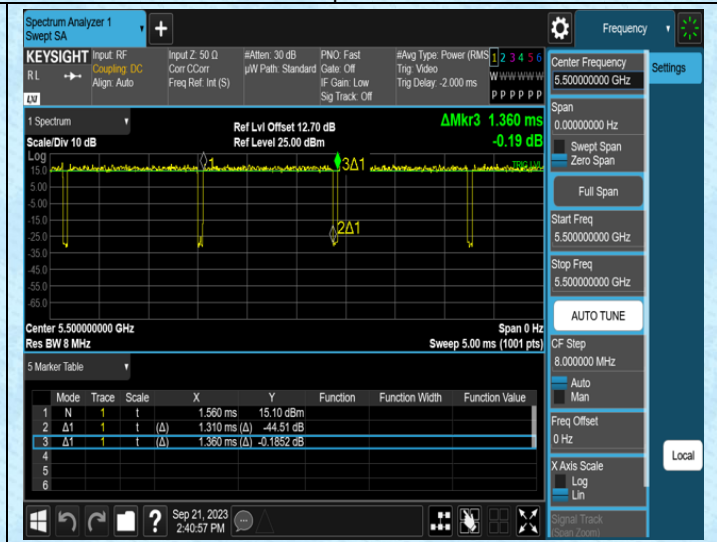 Spectrum Analyzer 1
Swept SA
+
Frequency
KEYSIGHT Input: RF Input Z: 50 Ω #Atten: 30 dB PNO: Fast #Avg Type: Power (RMS 1 2 3 4 5 6
RL Coupling: DC Corr CCorr µW Path: Standard Gate: Off Trig: Video W W W W W W
Align: Auto Freq Ref: Int (S) IF Gain: Low Trig Delay: -2.000 ms
Sig Track: Off P P P P P P
LXI
1 Spectrum
Ref Lvl Offset 12.70 dB ΔMkr3 1.360 ms
Scale/Div 10 dB Ref Level 25.00 dBm -0.19 dB
Log
15.0
1
3Δ1
TRIG LVL
5.00
-5.00
-15.0
-25.0
2Δ1
-35.0
-45.0
-55.0
-65.0
Center 5.500000000 GHz Span 0 Hz
Res BW 8 MHz Sweep 5.00 ms (1001 pts)
5 Marker Table
Mode Trace Scale X Y Function Function Width Function Value
1 N 1 t 1.560 ms 15.10 dBm
2 Δ1 1 t (Δ) 1.310 ms (Δ) -44.51 dB
3 Δ1 1 t (Δ) 1.360 ms (Δ) -0.1852 dB
4
5
6
Center Frequency
5.500000000 GHz
Settings
Span
0.00000000 Hz
Swept Span
Zero Span
Full Span
Start Freq
5.500000000 GHz
Stop Freq
5.500000000 GHz
AUTO TUNE
CF Step
8.000000 MHz
Auto
Man
Freq Offset
0 Hz
Local
X Axis Scale
Log
Lin
Signal Track
(Span Zoom)
?
Sep 21, 2023
2:40:57 PM